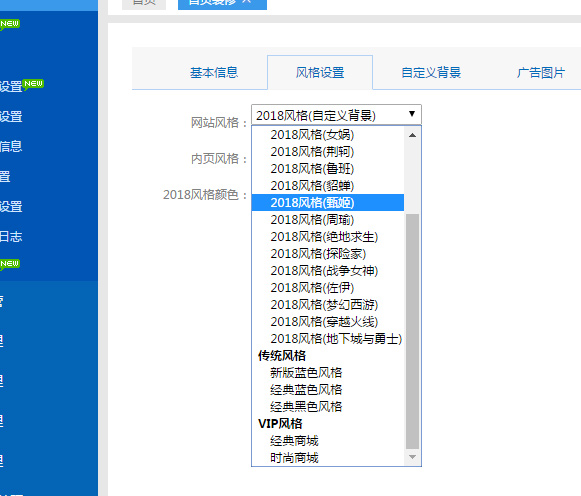 首页
首页装修 ×
NEW
基本信息 风格设置 自定义背景 广告图片
设置 NEW
设置
信息
置
设置
日志
NEW
网站风格： 2018风格(自定义背景)
内页风格：
2018风格颜色：
2018风格(女娲)
2018风格(荆轲)
2018风格(鲁班)
2018风格(貂蝉)
2018风格(甄姬)
2018风格(周瑜)
2018风格(绝地求生)
2018风格(探险家)
2018风格(战争女神)
2018风格(佐伊)
2018风格(梦幻西游)
2018风格(穿越火线)
2018风格(地下城与勇士)
传统风格
新版蓝色风格
经典蓝色风格
经典黑色风格
VIP风格
经典商城
时尚商城